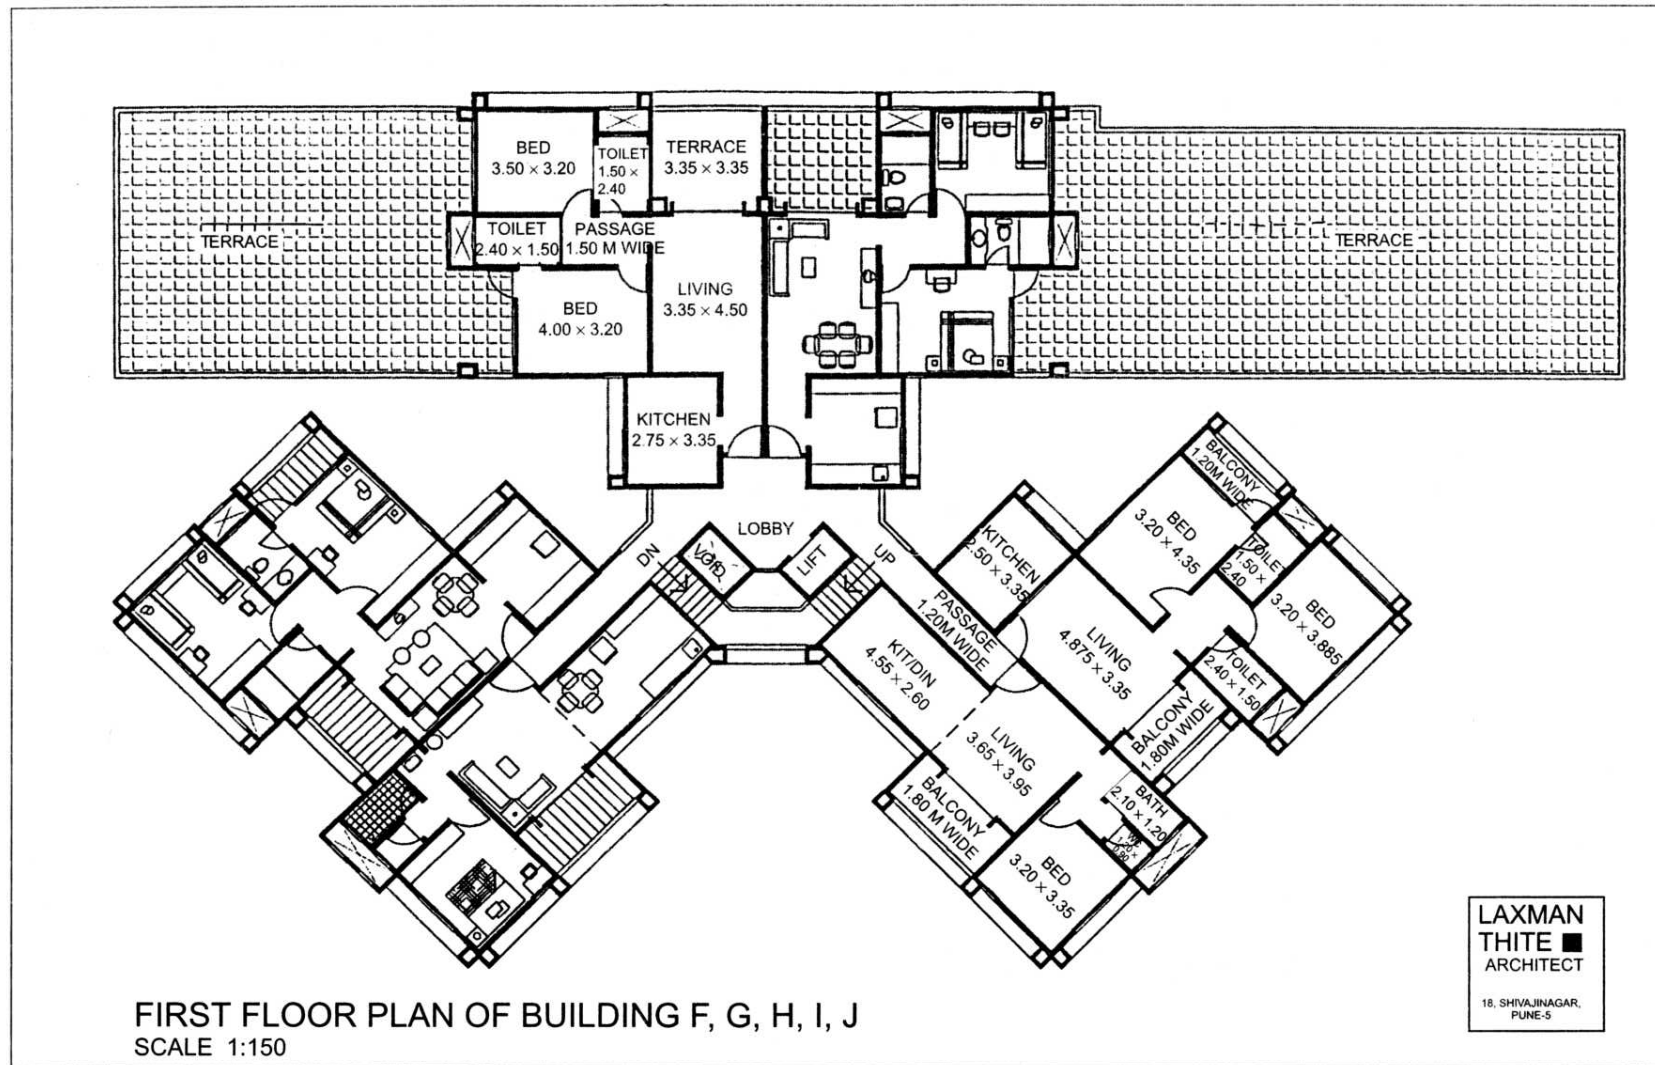 BED
3.50 × 3.20
TOILET
1.50 ×
2.40
TERRACE
3.35 × 3.35
TERRACE
TOILET
2.40 × 1.50
PASSAGE
1.50 M WIDE
TERRACE
BED
4.00 × 3.20
LIVING
3.35 × 4.50
KITCHEN
2.75 × 3.35
LOBBY
DN
VOID
LIFT
UP
BALCONY
1.20M WIDE
BED
3.20 × 4.35
KITCHEN
2.50 × 3.35
TOILET
1.50 ×
2.40
BED
3.20 × 3.885
PASSAGE
1.20M WIDE
LIVING
4.875 × 3.35
TOILET
2.40 × 1.50
KIT/DIN
4.55 × 2.60
BALCONY
1.80M WIDE
LIVING
3.65 × 3.95
BALCONY
1.80 M WIDE
BATH
2.10 × 1.20
WC
1.20 ×
0.90
BED
3.20 × 3.35
FIRST FLOOR PLAN OF BUILDING F, G, H, I, J
SCALE 1:150
LAXMAN
THITE
ARCHITECT
18, SHIVAJINAGAR,
PUNE-5